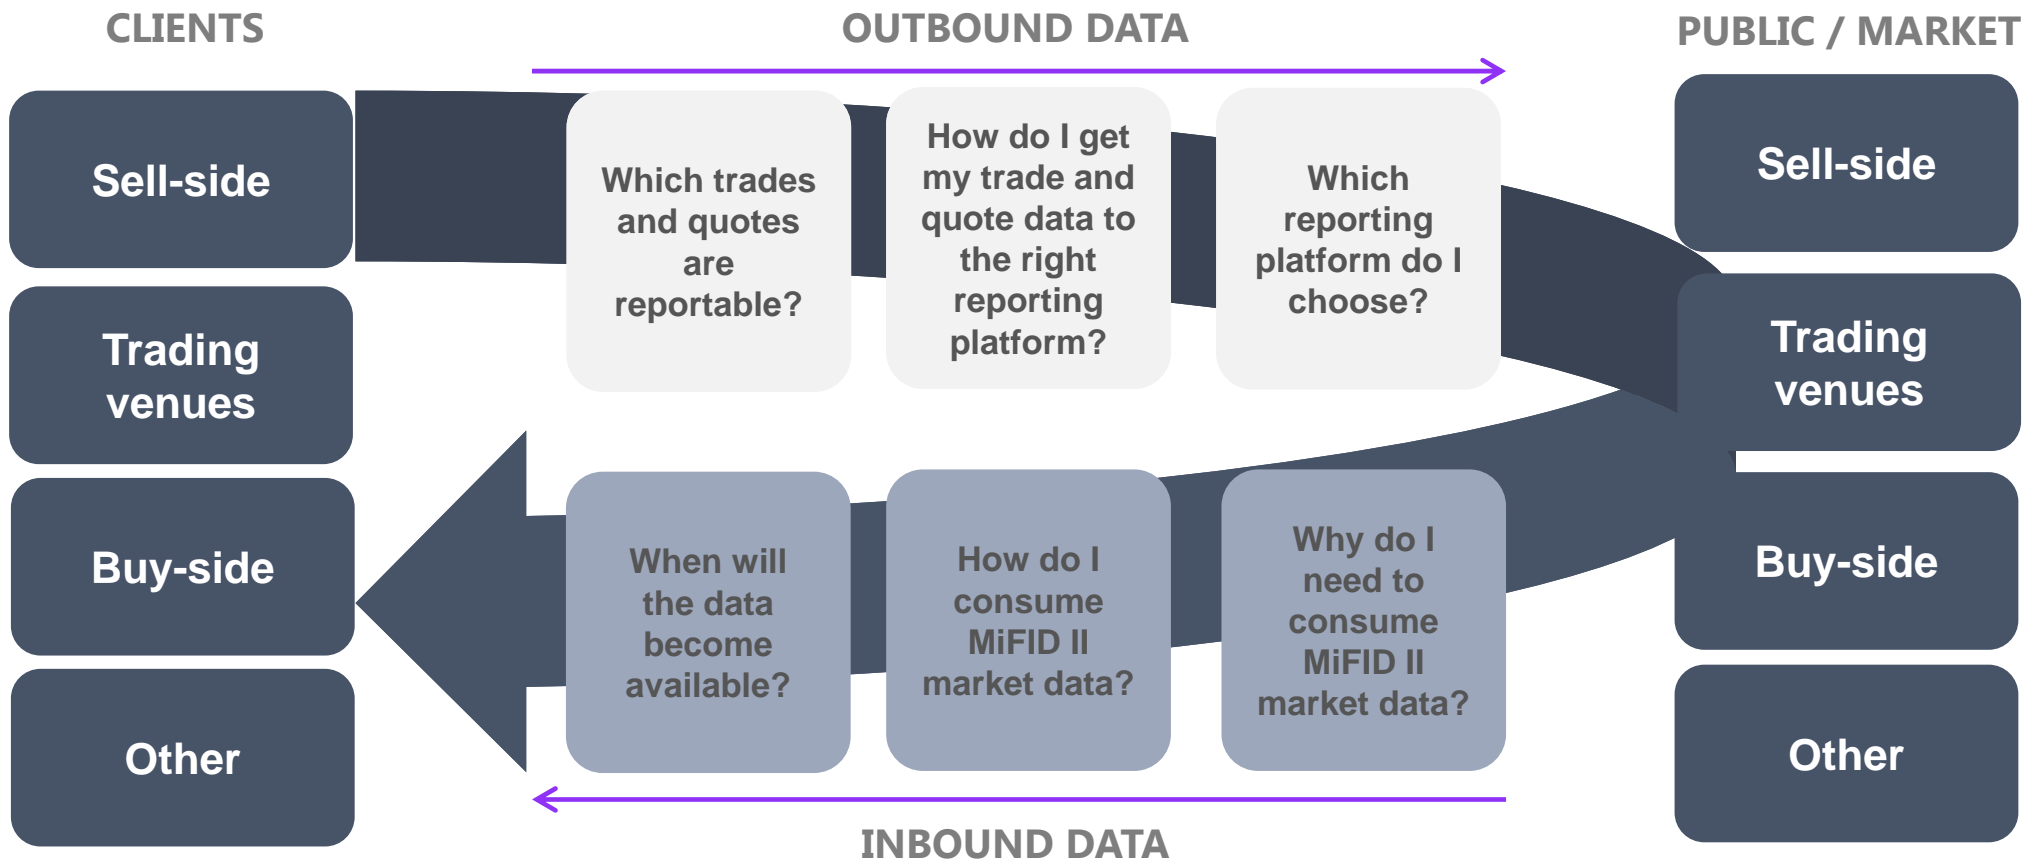 CLIENTS
OUTBOUND DATA
PUBLIC / MARKET
Sell-side
Trading
venues
Buy-side
Other
Which trades
and quotes
are
reportable?
How do I get
my trade and
quote data to
the right
reporting
platform?
Which
reporting
platform do I
choose?
Sell-side
Trading
venues
Buy-side
Other
When will
the data
become
available?
How do I
consume
MiFID II
market data?
Why do I
need to
consume
MiFID II
market data?
INBOUND DATA